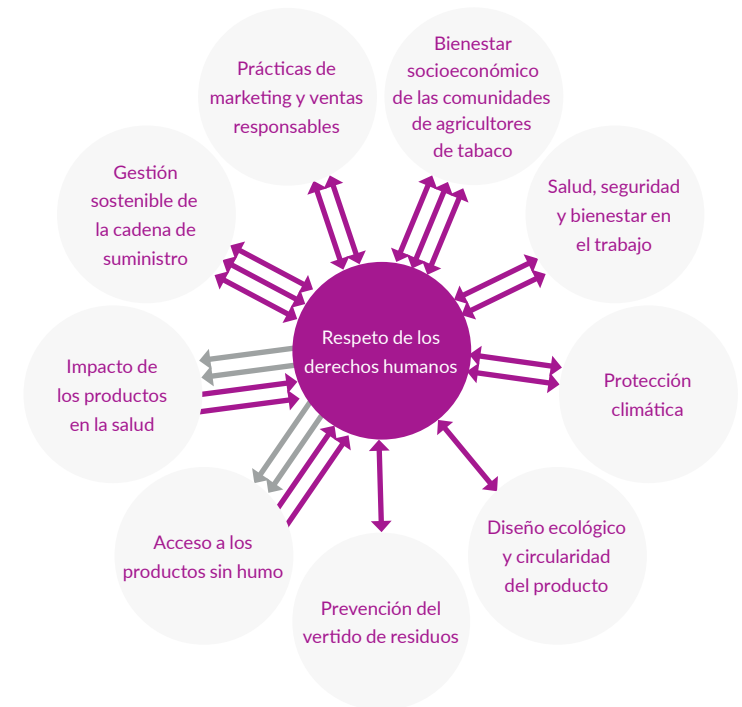 Bienestar
socioeconómico
de las comunidades
de agricultores
de tabaco
Prácticas de
marketing y ventas
responsables
Gestión
sostenible de
la cadena de
suministro
Salud, seguridad
y bienestar en
el trabajo
Respeto de los
derechos humanos
Impacto de
los productos
en la salud
Protección
climática
Acceso a los
productos sin humo
Diseño ecológico
y circularidad
del producto
Prevención del
vertido de residuos